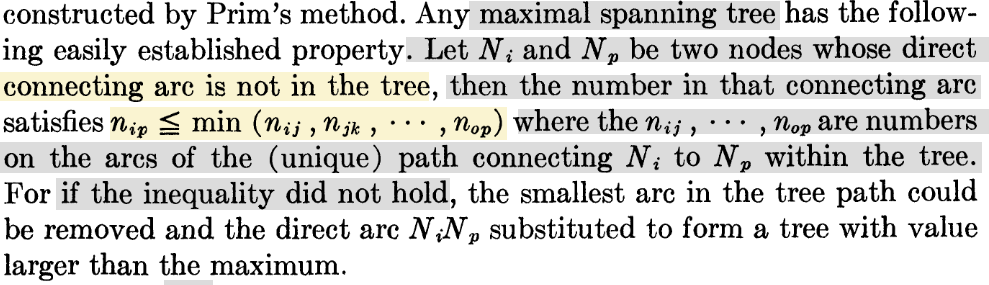 constructed by Prim's method. Any maximal spanning tree has the follow-
ing easily established property. Let N_i and N_p be two nodes whose direct
connecting arc is not in the tree, then the number in that connecting arc
satisfies n_{ip} ≦ min (n_{ij} , n_{jk} , ··· , n_{op}) where the n_{ij} , ··· , n_{op} are numbers
on the arcs of the (unique) path connecting N_i to N_p within the tree.
For if the inequality did not hold, the smallest arc in the tree path could
be removed and the direct arc N_iN_p substituted to form a tree with value
larger than the maximum.